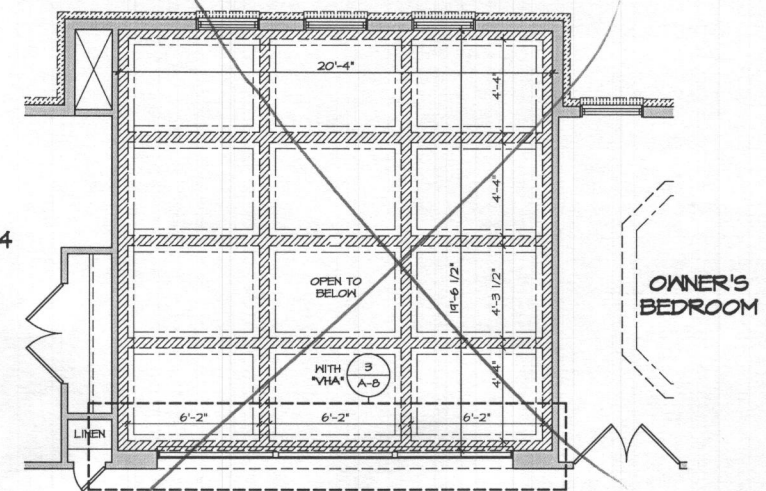 20'-4"
4'-4"
4'-4"
4
OPEN TO
BELOW
19'-6 1/2"
4'-3 1/2"
OWNER'S
BEDROOM
WITH
"VHA"
3
A-8
4'-4"
6'-2"
6'-2"
6'-2"
LINEN